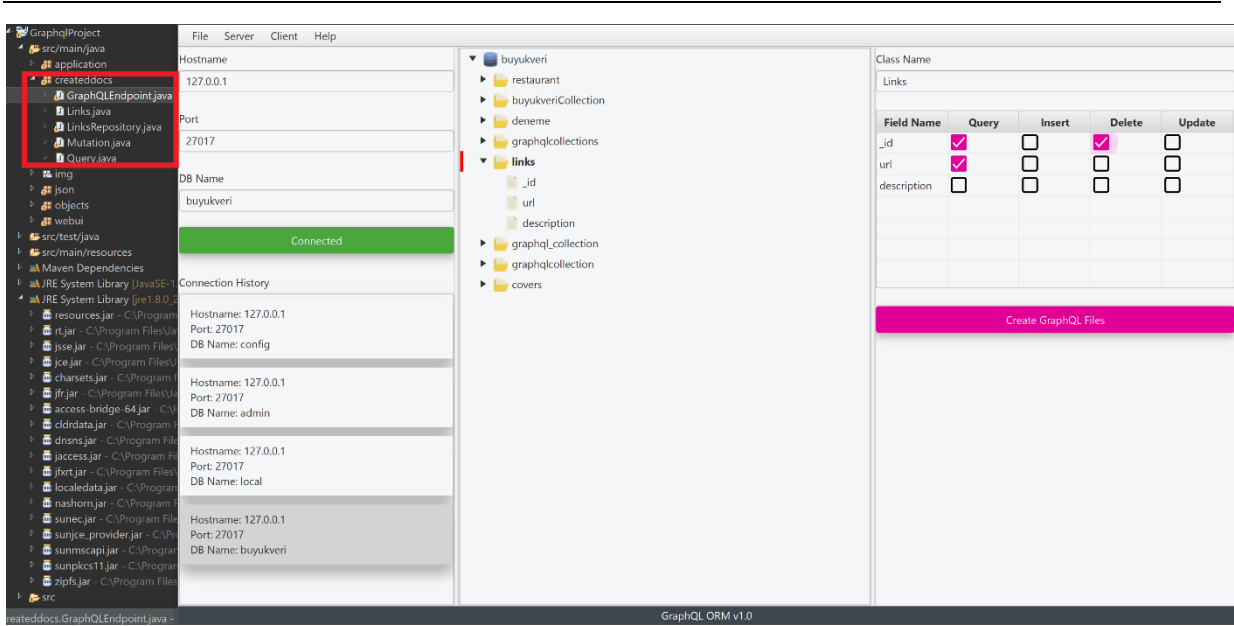 GraphqlProject
src/main/java
application
createddocs
GraphQLEndpoint.java
Links.java
LinksRepository.java
Mutation.java
Query.java
img
json
objects
webui
src/test/java
src/main/resources
Maven Dependencies
JRE System Library [JavaSE-1
JRE System Library [jre1.8.0_2
resources.jar - C:\Program
rt.jar - C:\Program Files\Ja
jsse.jar - C:\Program Files\
jce.jar - C:\Program Files\J
charsets.jar - C:\Program F
jfr.jar - C:\Program Files\Ja
access-bridge-64.jar - C:\P
cldrdata.jar - C:\Program F
dnsns.jar - C:\Program File
jaccess.jar - C:\Program Fil
jfxrt.jar - C:\Program Files\
localedata.jar - C:\Program
nashorn.jar - C:\Program F
sunec.jar - C:\Program File
sunjce_provider.jar - C:\Pro
sunmscapi.jar - C:\Program
sunpkcs11.jar - C:\Program
zipfs.jar - C:\Program Files
src
createddocs.GraphQLEndpoint.java -
File Server Client Help
Hostname
127.0.0.1
Port
27017
DB Name
buyukveri
Connected
Connection History
Hostname: 127.0.0.1
Port: 27017
DB Name: config
Hostname: 127.0.0.1
Port: 27017
DB Name: admin
Hostname: 127.0.0.1
Port: 27017
DB Name: local
Hostname: 127.0.0.1
Port: 27017
DB Name: buyukveri
buyukveri
restaurant
buyukveriCollection
deneme
graphqlcollections
links
_id
url
description
graphql_collection
graphqlcollection
covers
Class Name
Links
Field Name Query Insert Delete Update
_id
url
description
Create GraphQL Files
GraphQL ORM v1.0